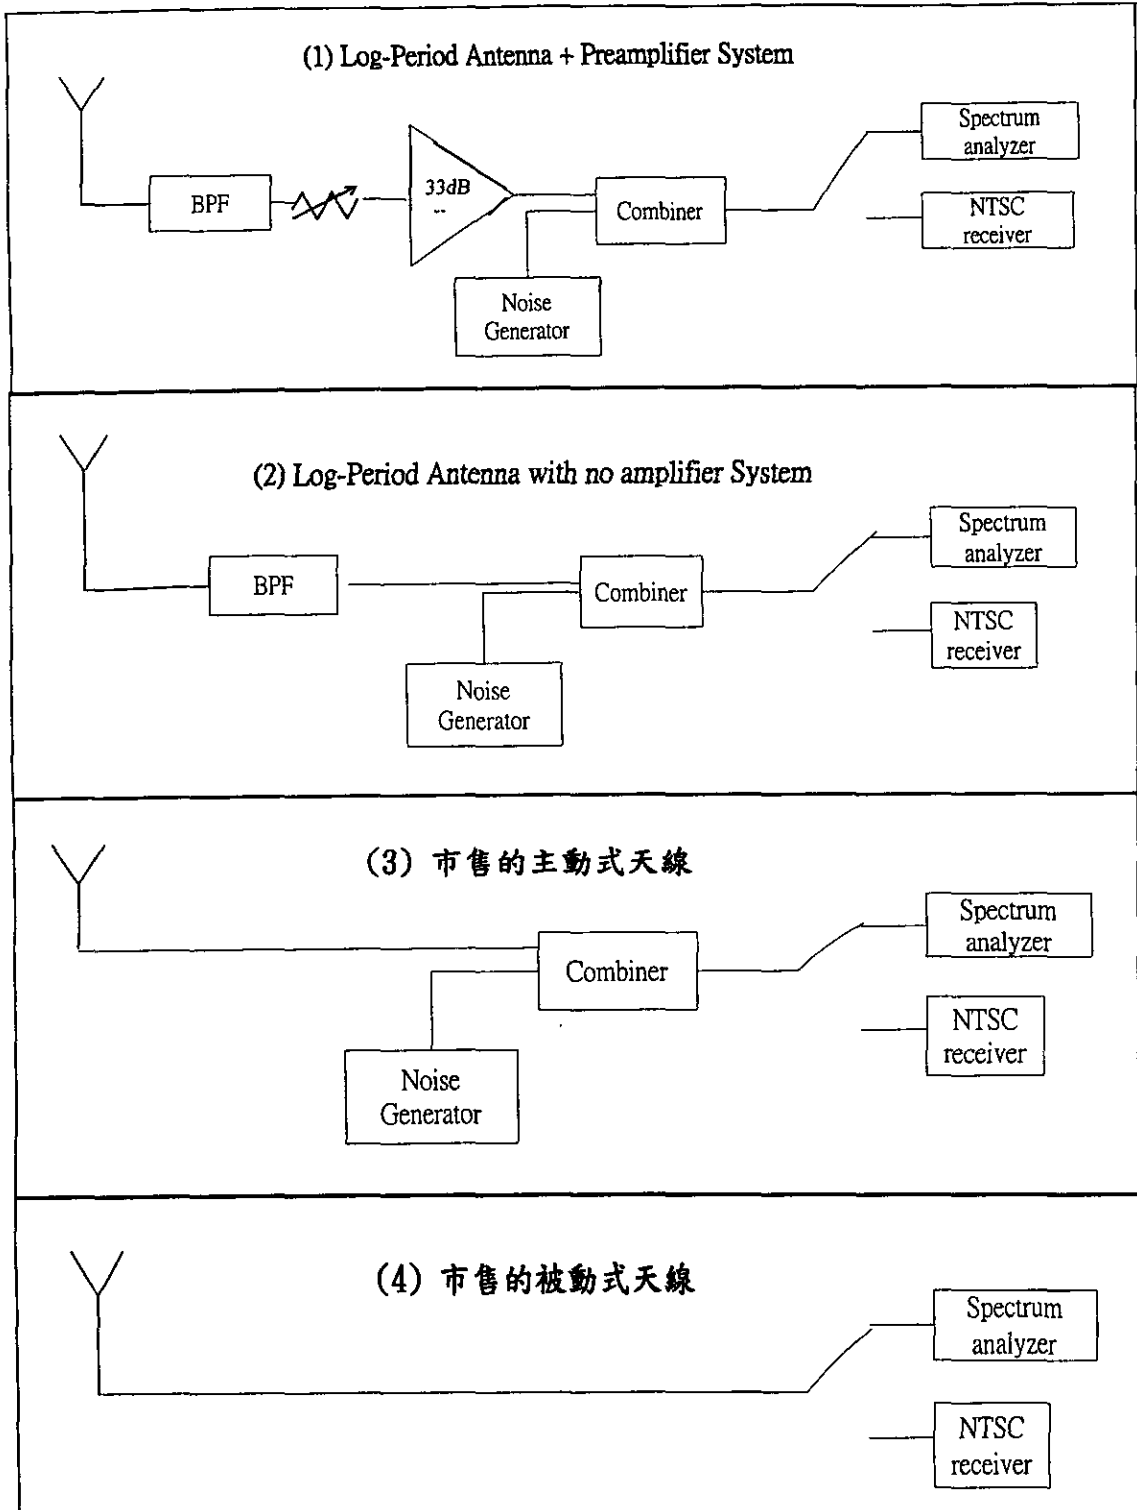 (1) Log-Period Antenna + Preamplifier System
Spectrum
analyzer
BPF
33dB
--
Combiner
NTSC
receiver
Noise
Generator
(2) Log-Period Antenna with no amplifier System
Spectrum
analyzer
BPF
Combiner
NTSC
receiver
Noise
Generator
(3) 市售的主動式天線
Spectrum
analyzer
Combiner
NTSC
receiver
Noise
Generator
(4) 市售的被動式天線
Spectrum
analyzer
NTSC
receiver